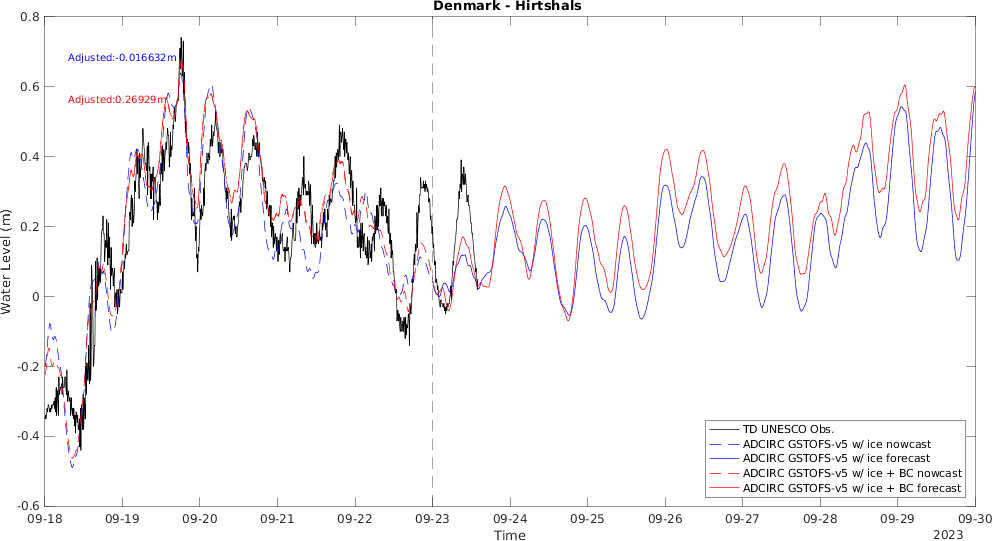 Denmark - Hirtshals
0.8
Adjusted:-0.016632m
0.6
Adjusted:0.26929m
0.4
0.2
0
-0.2
-0.4
-0.6
Water Level (m)
TD UNESCO Obs.
ADCIRC GSTOFS-v5 w/ ice nowcast
ADCIRC GSTOFS-v5 w/ ice forecast
ADCIRC GSTOFS-v5 w/ ice + BC nowcast
ADCIRC GSTOFS-v5 w/ ice + BC forecast
09-18 09-19 09-20 09-21 09-22 09-23 09-24 09-25 09-26 09-27 09-28 09-29 09-30
Time
2023